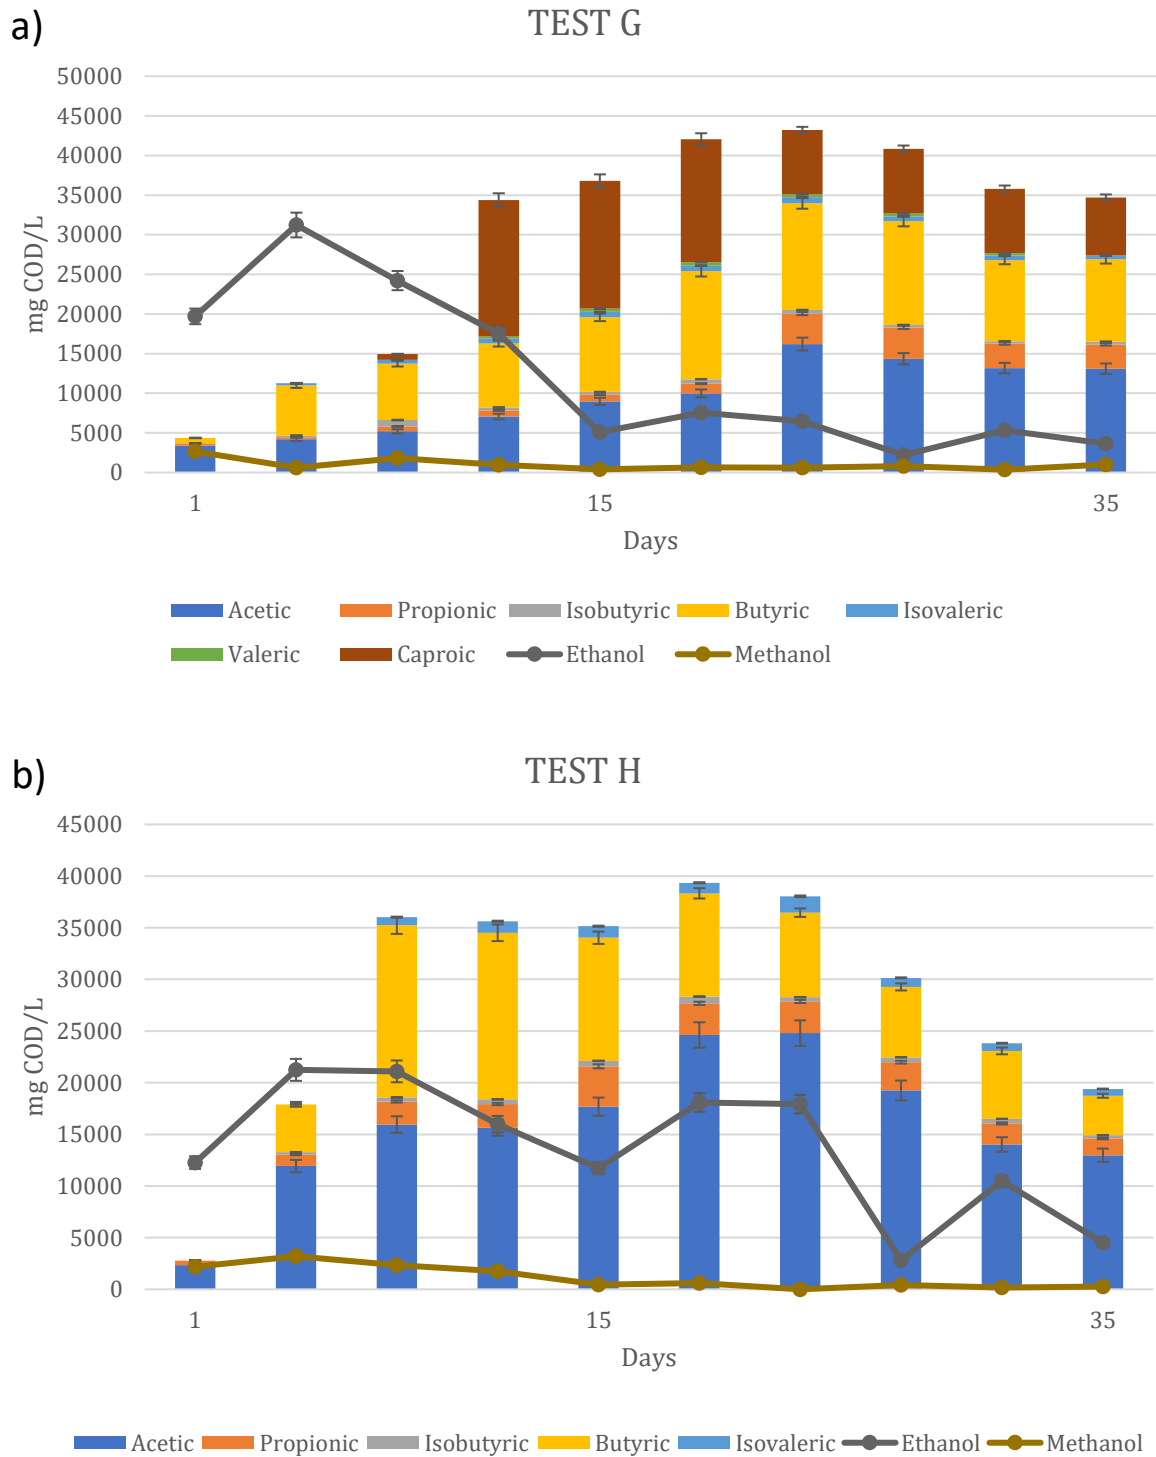 a)
TEST G
50000
45000
40000
35000
30000
25000
20000
15000
10000
5000
0
mg COD/L
1 15 35
Days
Acetic Propionic Isobutyric Butyric Isovaleric
Valeric Caproic Ethanol Methanol
b)
TEST H
45000
40000
35000
30000
25000
20000
15000
10000
5000
0
mg COD/L
1 15 35
Days
Acetic Propionic Isobutyric Butyric Isovaleric Ethanol Methanol